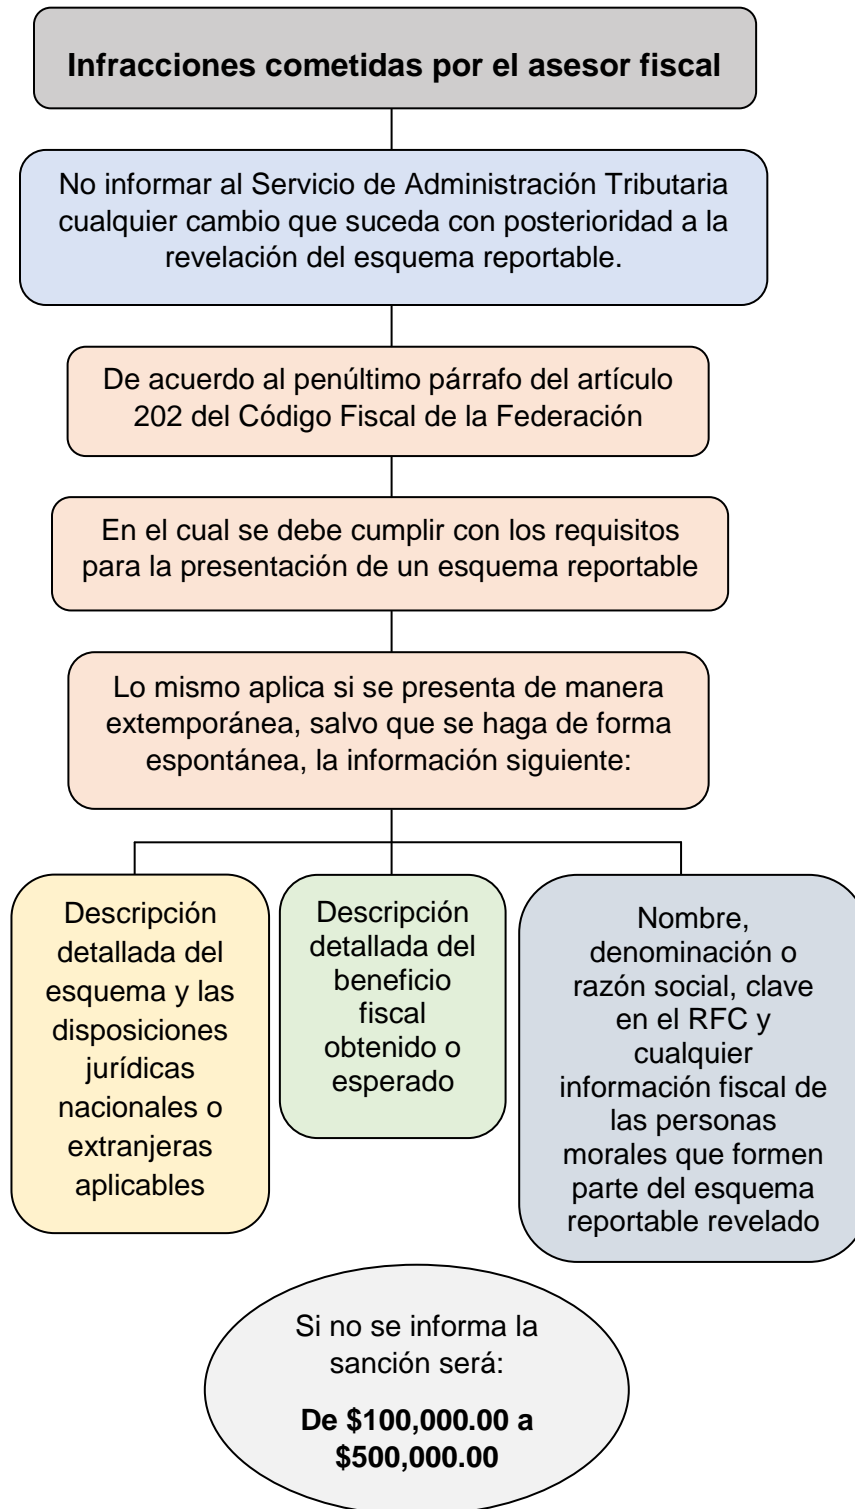 Infracciones cometidas por el asesor fiscal
No informar al Servicio de Administración Tributaria
cualquier cambio que suceda con posterioridad a la
revelación del esquema reportable.
De acuerdo al penúltimo párrafo del artículo
202 del Código Fiscal de la Federación
En el cual se debe cumplir con los requisitos
para la presentación de un esquema reportable
Lo mismo aplica si se presenta de manera
extemporánea, salvo que se haga de forma
espontánea, la información siguiente:
Descripción
detallada del
esquema y las
disposiciones
jurídicas
nacionales o
extranjeras
aplicables
Descripción
detallada del
beneficio
fiscal
obtenido o
esperado
Nombre,
denominación o
razón social, clave
en el RFC y
cualquier
información fiscal de
las personas
morales que formen
parte del esquema
reportable revelado
Si no se informa la
sanción será:
De $100,000.00 a
$500,000.00